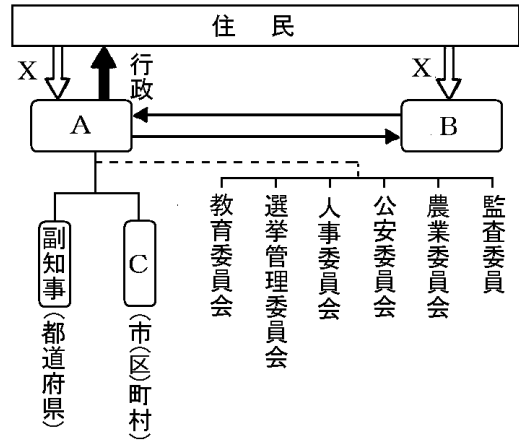 住民
X
行政
X
A
B
副知事
(都道府県)
C
(市(区)町村)
教育委員会
選挙管理委員会
人事委員会
公安委員会
農業委員会
監査委員